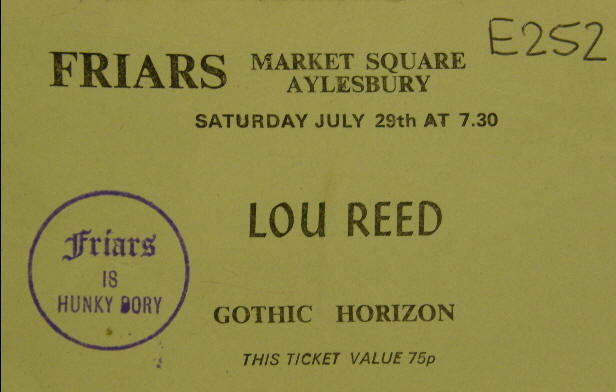 E252
FRIARS MARKET SQUARE
AYLESBURY
SATURDAY JULY 29th AT 7.30
LOU REED
Friars
IS
HUNKY DORY
GOTHIC HORIZON
THIS TICKET VALUE 75p